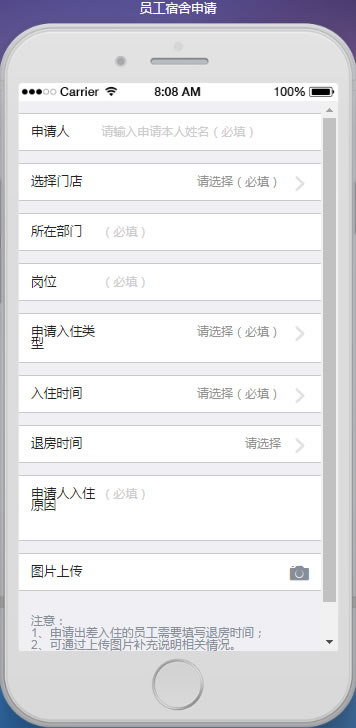 员工宿舍申请
Carrier 8:08 AM 100%
申请人 请输入申请本人姓名（必填）
选择门店 请选择（必填）
所在部门 （必填）
岗位 （必填）
申请入住类 请选择（必填）
型
入住时间 请选择（必填）
退房时间 请选择
申请人入住 （必填）
原因
图片上传
注意：
1、申请出差入住的员工需要填写退房时间；
2、可通过上传图片补充说明相关情况。